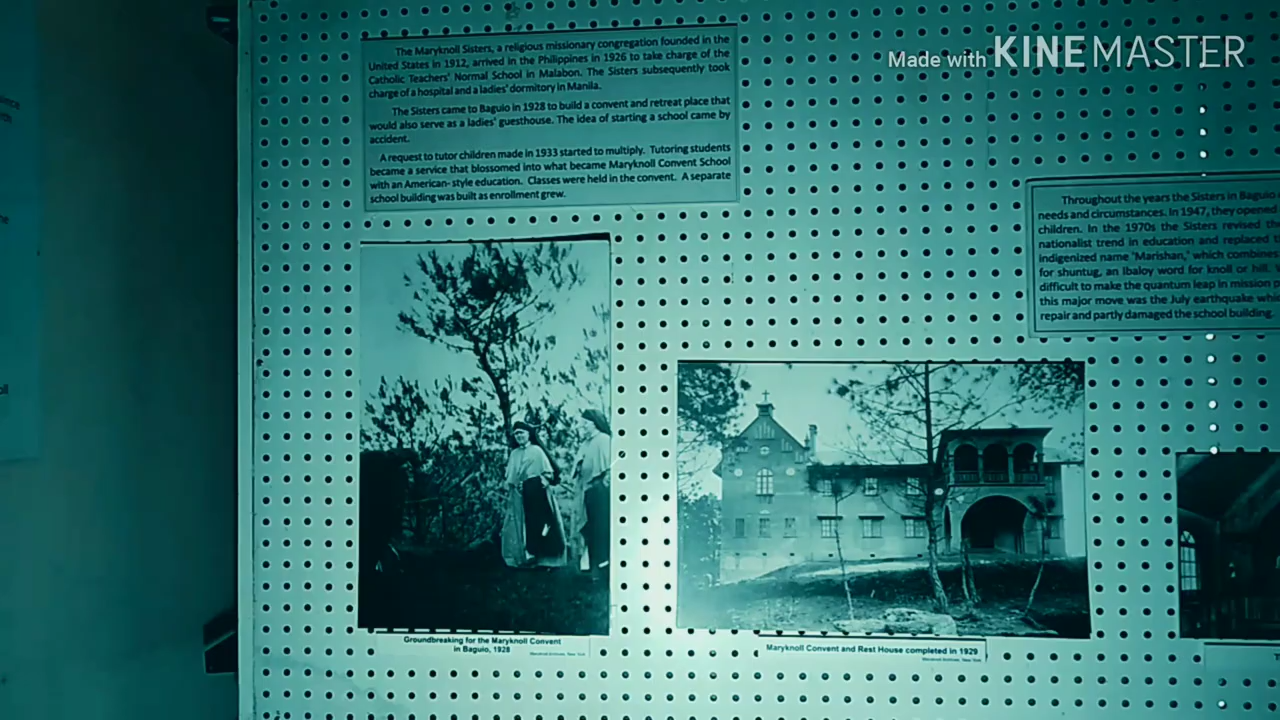 Made with KINEMASTER
The Maryknoll Sisters, a religious missionary congregation founded in the
United States in 1912, arrived in the Philippines in 1926 to take charge of the
Catholic Teachers' Normal School in Malabon. The Sisters subsequently took
charge of a hospital and a ladies' dormitory in Manila.
The Sisters came to Baguio in 1928 to build a convent and retreat place that
would also serve as a ladies' guesthouse. The idea of starting a school came by
accident.
A request to tutor children made in 1933 started to multiply. Tutoring students
became a service that blossomed into what became Maryknoll Convent School
with an American- style education. Classes were held in the convent. A separate
school building was built as enrollment grew.
Throughout the years the Sisters in Baguio
needs and circumstances. In 1947, they opened
children. In the 1970s the Sisters revised
nationalist trend in education and replaced
indigenized name 'Marishan,' which combines
for shuntug, an Ibaloy word for knoll or hill.
difficult to make the quantum leap in mission
this major move was the July earthquake
repair and partly damaged the school building.
Groundbreaking for the Maryknoll Convent
in Baguio, 1928
Maryknoll Archives, New York
Maryknoll Convent and Rest House completed in 1929
Maryknoll Archives, New York